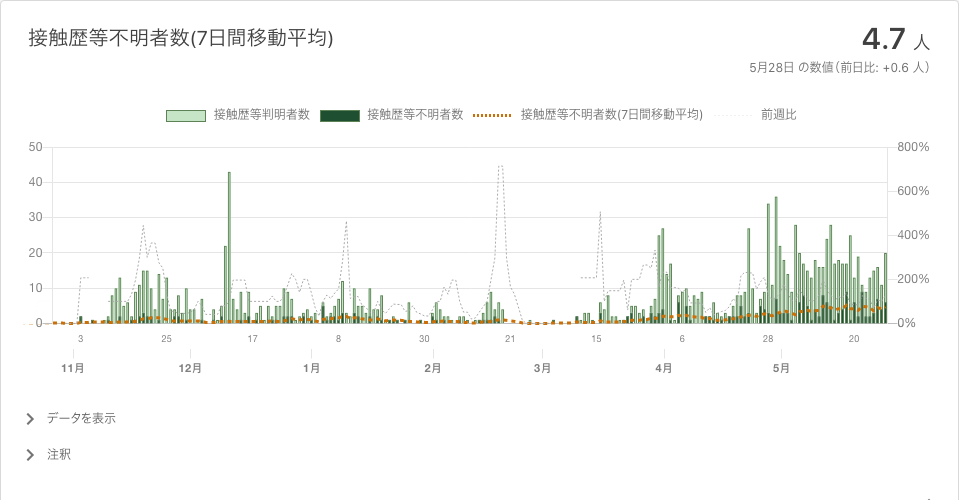 接触歴等不明者数(7日間移動平均)
4.7 人
5月28日 の数値(前日比: +0.6 人)
接触歴等判明者数 接触歴等不明者数 接触歴等不明者数(7日間移動平均) 前週比
50 800%
40 600%
30 400%
20
10 200%
0 0%
3 25 17 8 30 21 15 6 28 20
11月 12月 1月 2月 3月 4月 5月
データを表示
注釈